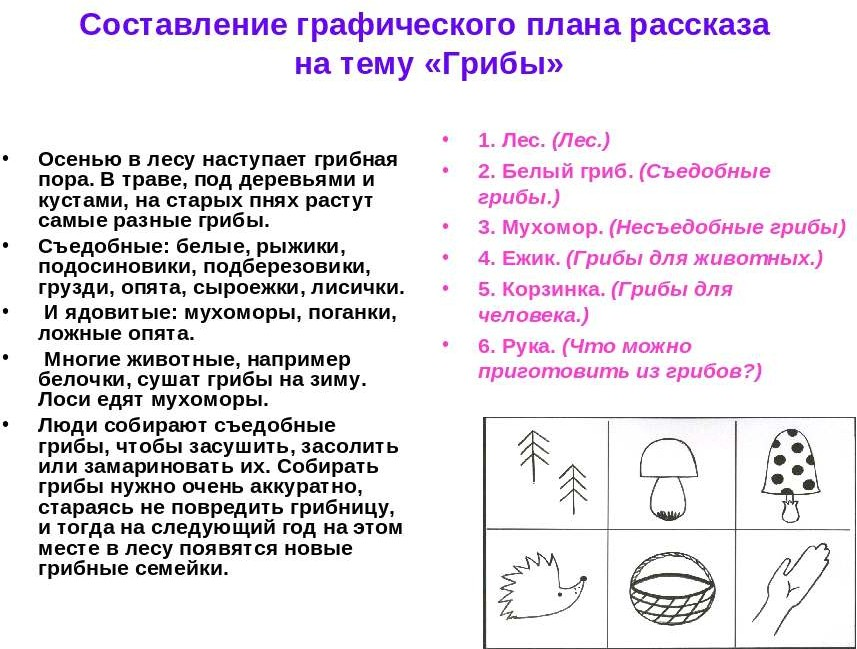 Составление графического плана рассказа
на тему «Грибы»
• Осенью в лесу наступает грибная
пора. В траве, под деревьями и
кустами, на старых пнях растут
самые разные грибы.
• Съедобные: белые, рыжики,
подосиновики, подберезовики,
грузди, опята, сыроежки, лисички.
• И ядовитые: мухоморы, поганки,
ложные опята.
• Многие животные, например
белочки, сушат грибы на зиму.
Лоси едят мухоморы.
• Люди собирают съедобные
грибы, чтобы засушить, засолить
или замариновать их. Собирать
грибы нужно очень аккуратно,
стараясь не повредить грибницу,
и тогда на следующий год на этом
месте в лесу появятся новые
грибные семейки.
• 1. Лес. (Лес.)
• 2. Белый гриб. (Съедобные
грибы.)
• 3. Мухомор. (Несъедобные грибы)
• 4. Ежик. (Грибы для животных.)
• 5. Корзинка. (Грибы для
человека.)
• 6. Рука. (Что можно
приготовить из грибов?)